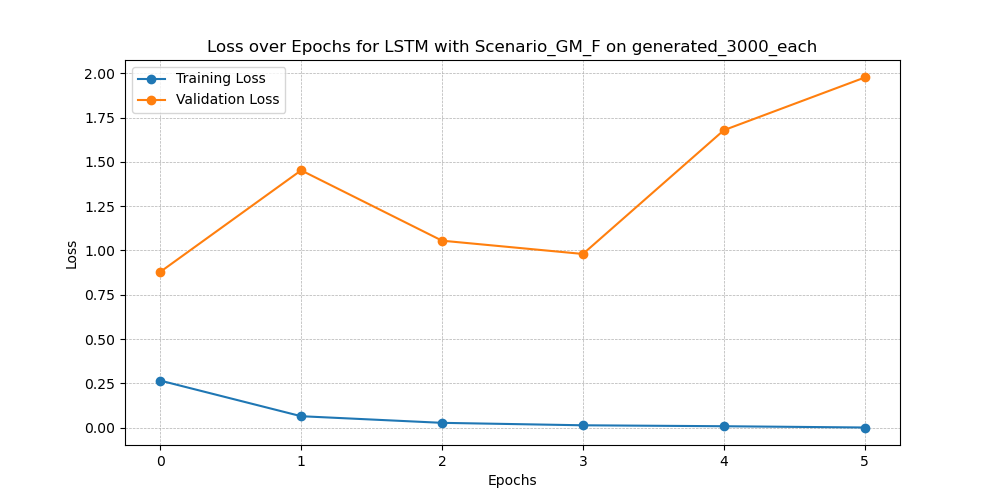 Loss over Epochs for LSTM with Scenario_GM_F on generated_3000_each
Training Loss
Validation Loss
2.00
1.75
1.50
1.25
1.00
0.75
0.50
0.25
0.00
Loss
0 1 2 3 4 5
Epochs